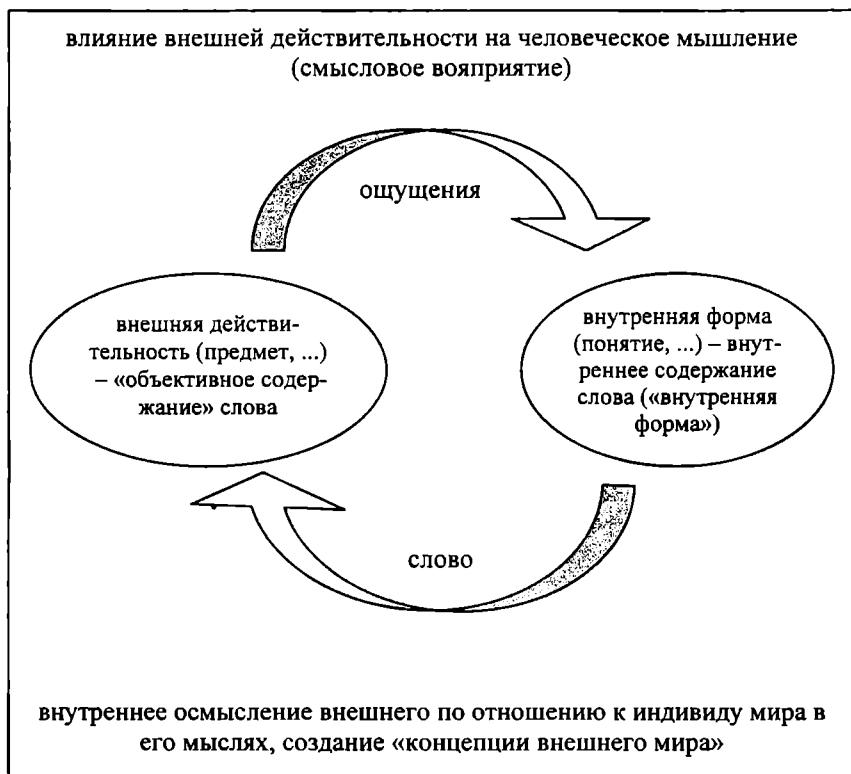 влияние внешней действительности на человеческое мышление
(смысловое вояприятие)
ощущения
внешняя действи-
тельность (предмет, ...)
– «объективное содер-
жание» слова
внутренняя форма
(понятие, ...) – внут-
реннее содержание
слова («внутренняя
форма»)
слово
внутреннее осмысление внешнего по отношению к индивиду мира в
его мыслях, создание «концепции внешнего мира»